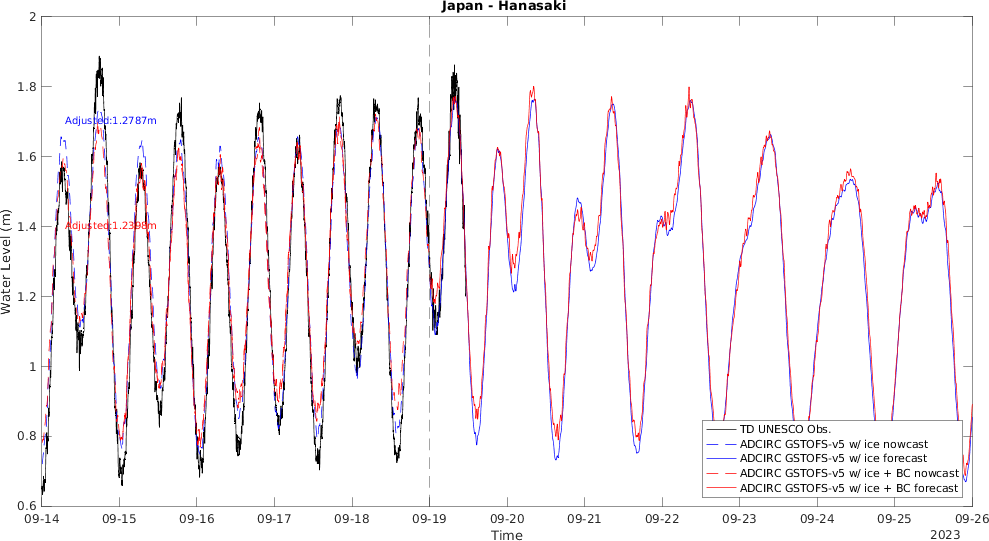 Japan - Hanasaki
2
1.8
1.6
1.4
1.2
1
0.8
0.6
Water Level (m)
Adjusted:1.2787m
Adjusted:1.2398m
TD UNESCO Obs.
ADCIRC GSTOFS-v5 w/ ice nowcast
ADCIRC GSTOFS-v5 w/ ice forecast
ADCIRC GSTOFS-v5 w/ ice + BC nowcast
ADCIRC GSTOFS-v5 w/ ice + BC forecast
09-14 09-15 09-16 09-17 09-18 09-19 09-20 09-21 09-22 09-23 09-24 09-25 09-26
Time
2023